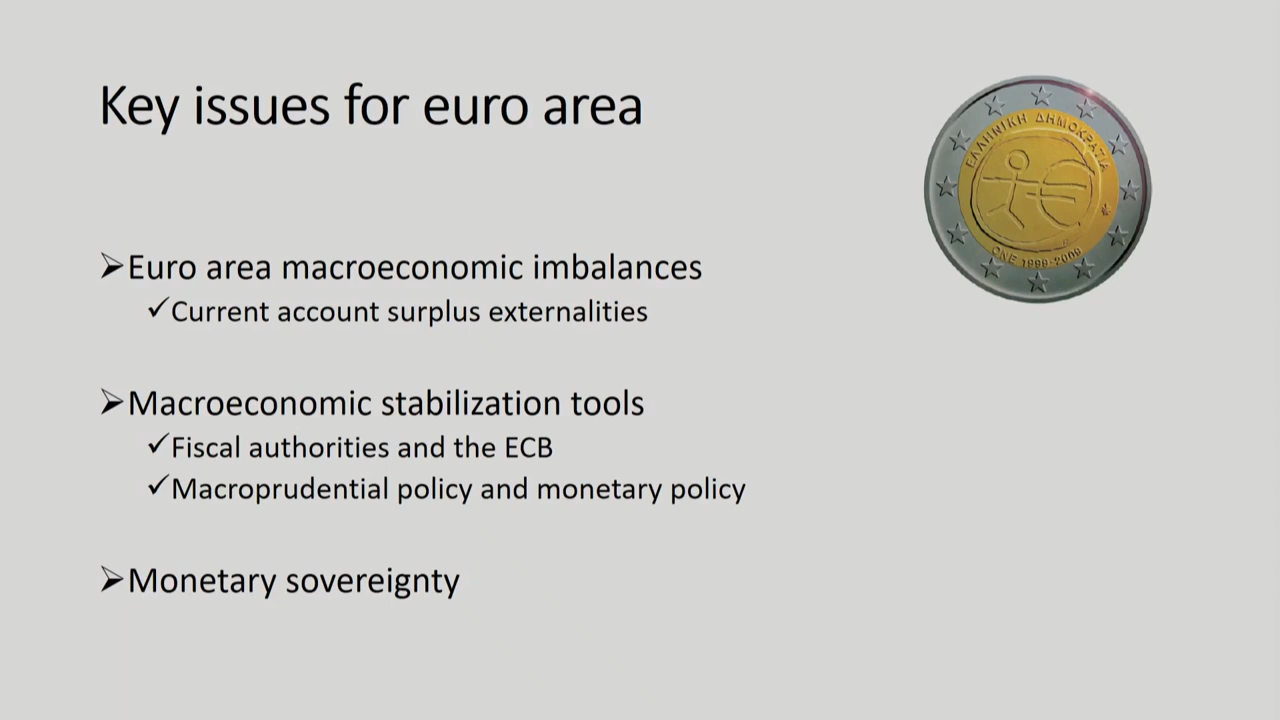 Key issues for euro area
ΕΛΛΗΝΙΚΗ ΔΗΜΟΚΡΑΤΙΑ
ΟΝΕ 1999-2009
➢Euro area macroeconomic imbalances
✓Current account surplus externalities
➢Macroeconomic stabilization tools
✓Fiscal authorities and the ECB
✓Macroprudential policy and monetary policy
➢Monetary sovereignty